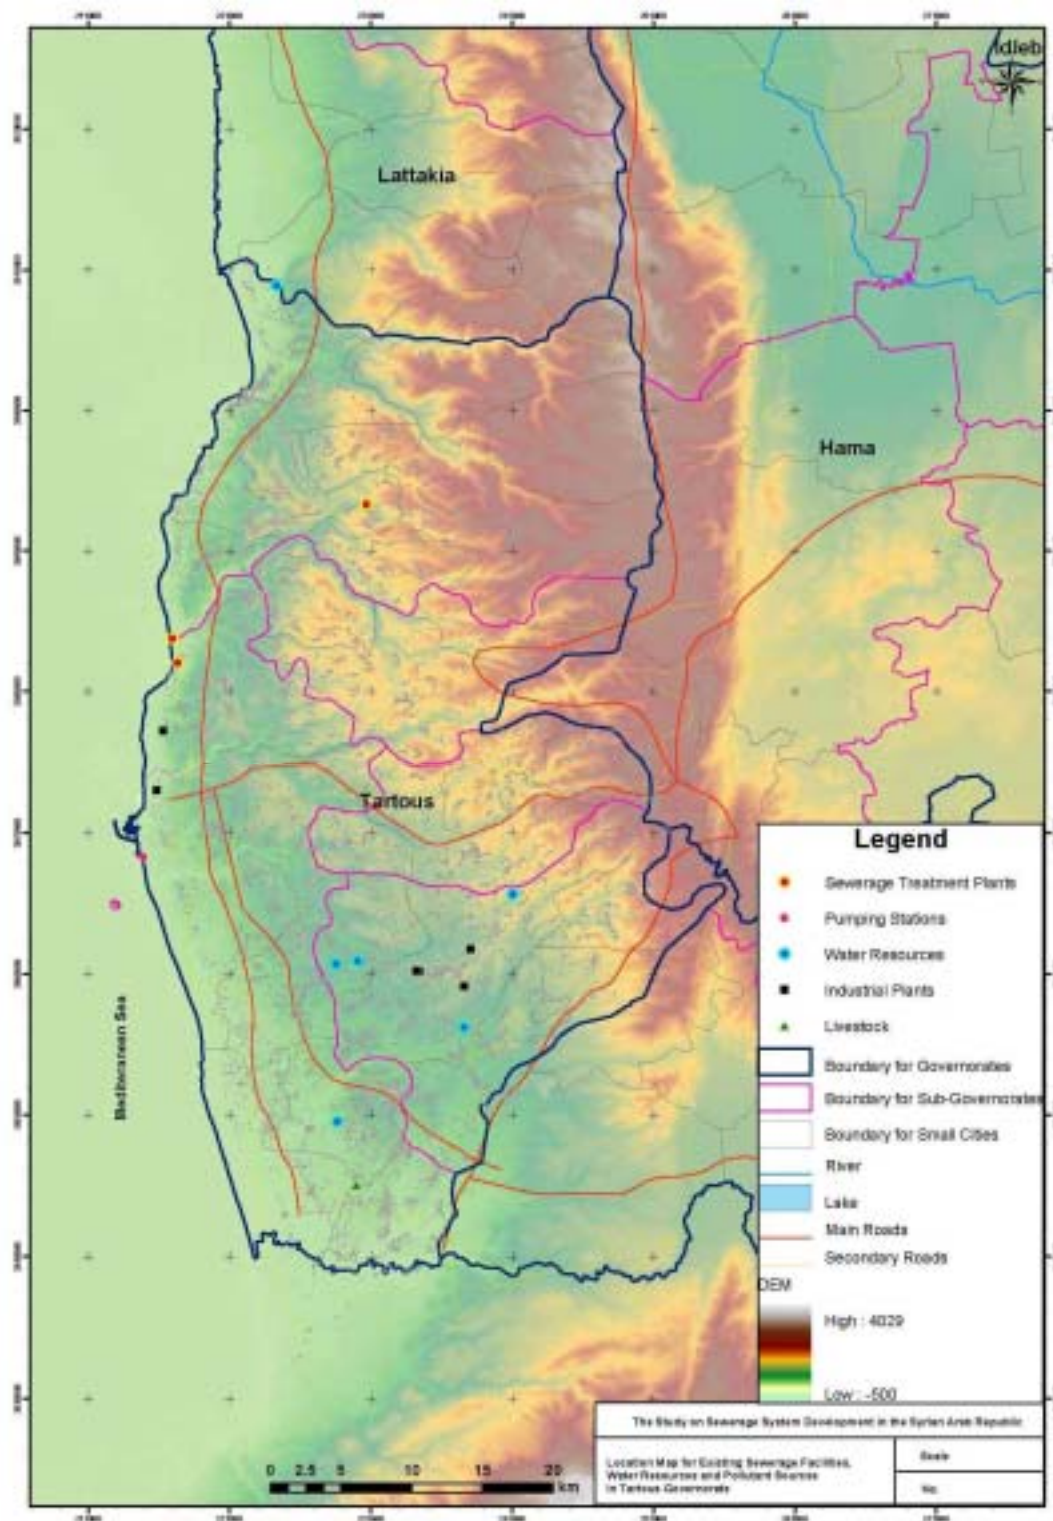 Idleb
Lattakia
Hama
Tartous
Mediteranean Sea
Legend
Sewerage Treatment Plants
Pumping Stations
Water Resources
Industrial Plants
Livestock
Boundary for Governorates
Boundary for Sub-Governorates
Boundary for Small Cities
River
Lake
Main Roads
Secondary Roads
DEM
High : 4029
Low : -500
0 2.5 5 10 15 20
km
The Study on Sewerage System Development in the Syrian Arab Republic
Location Map for Existing Sewerage Facilities,
Water Resources and Pollutant Sources
in Tartous Governorate
Scale
No.